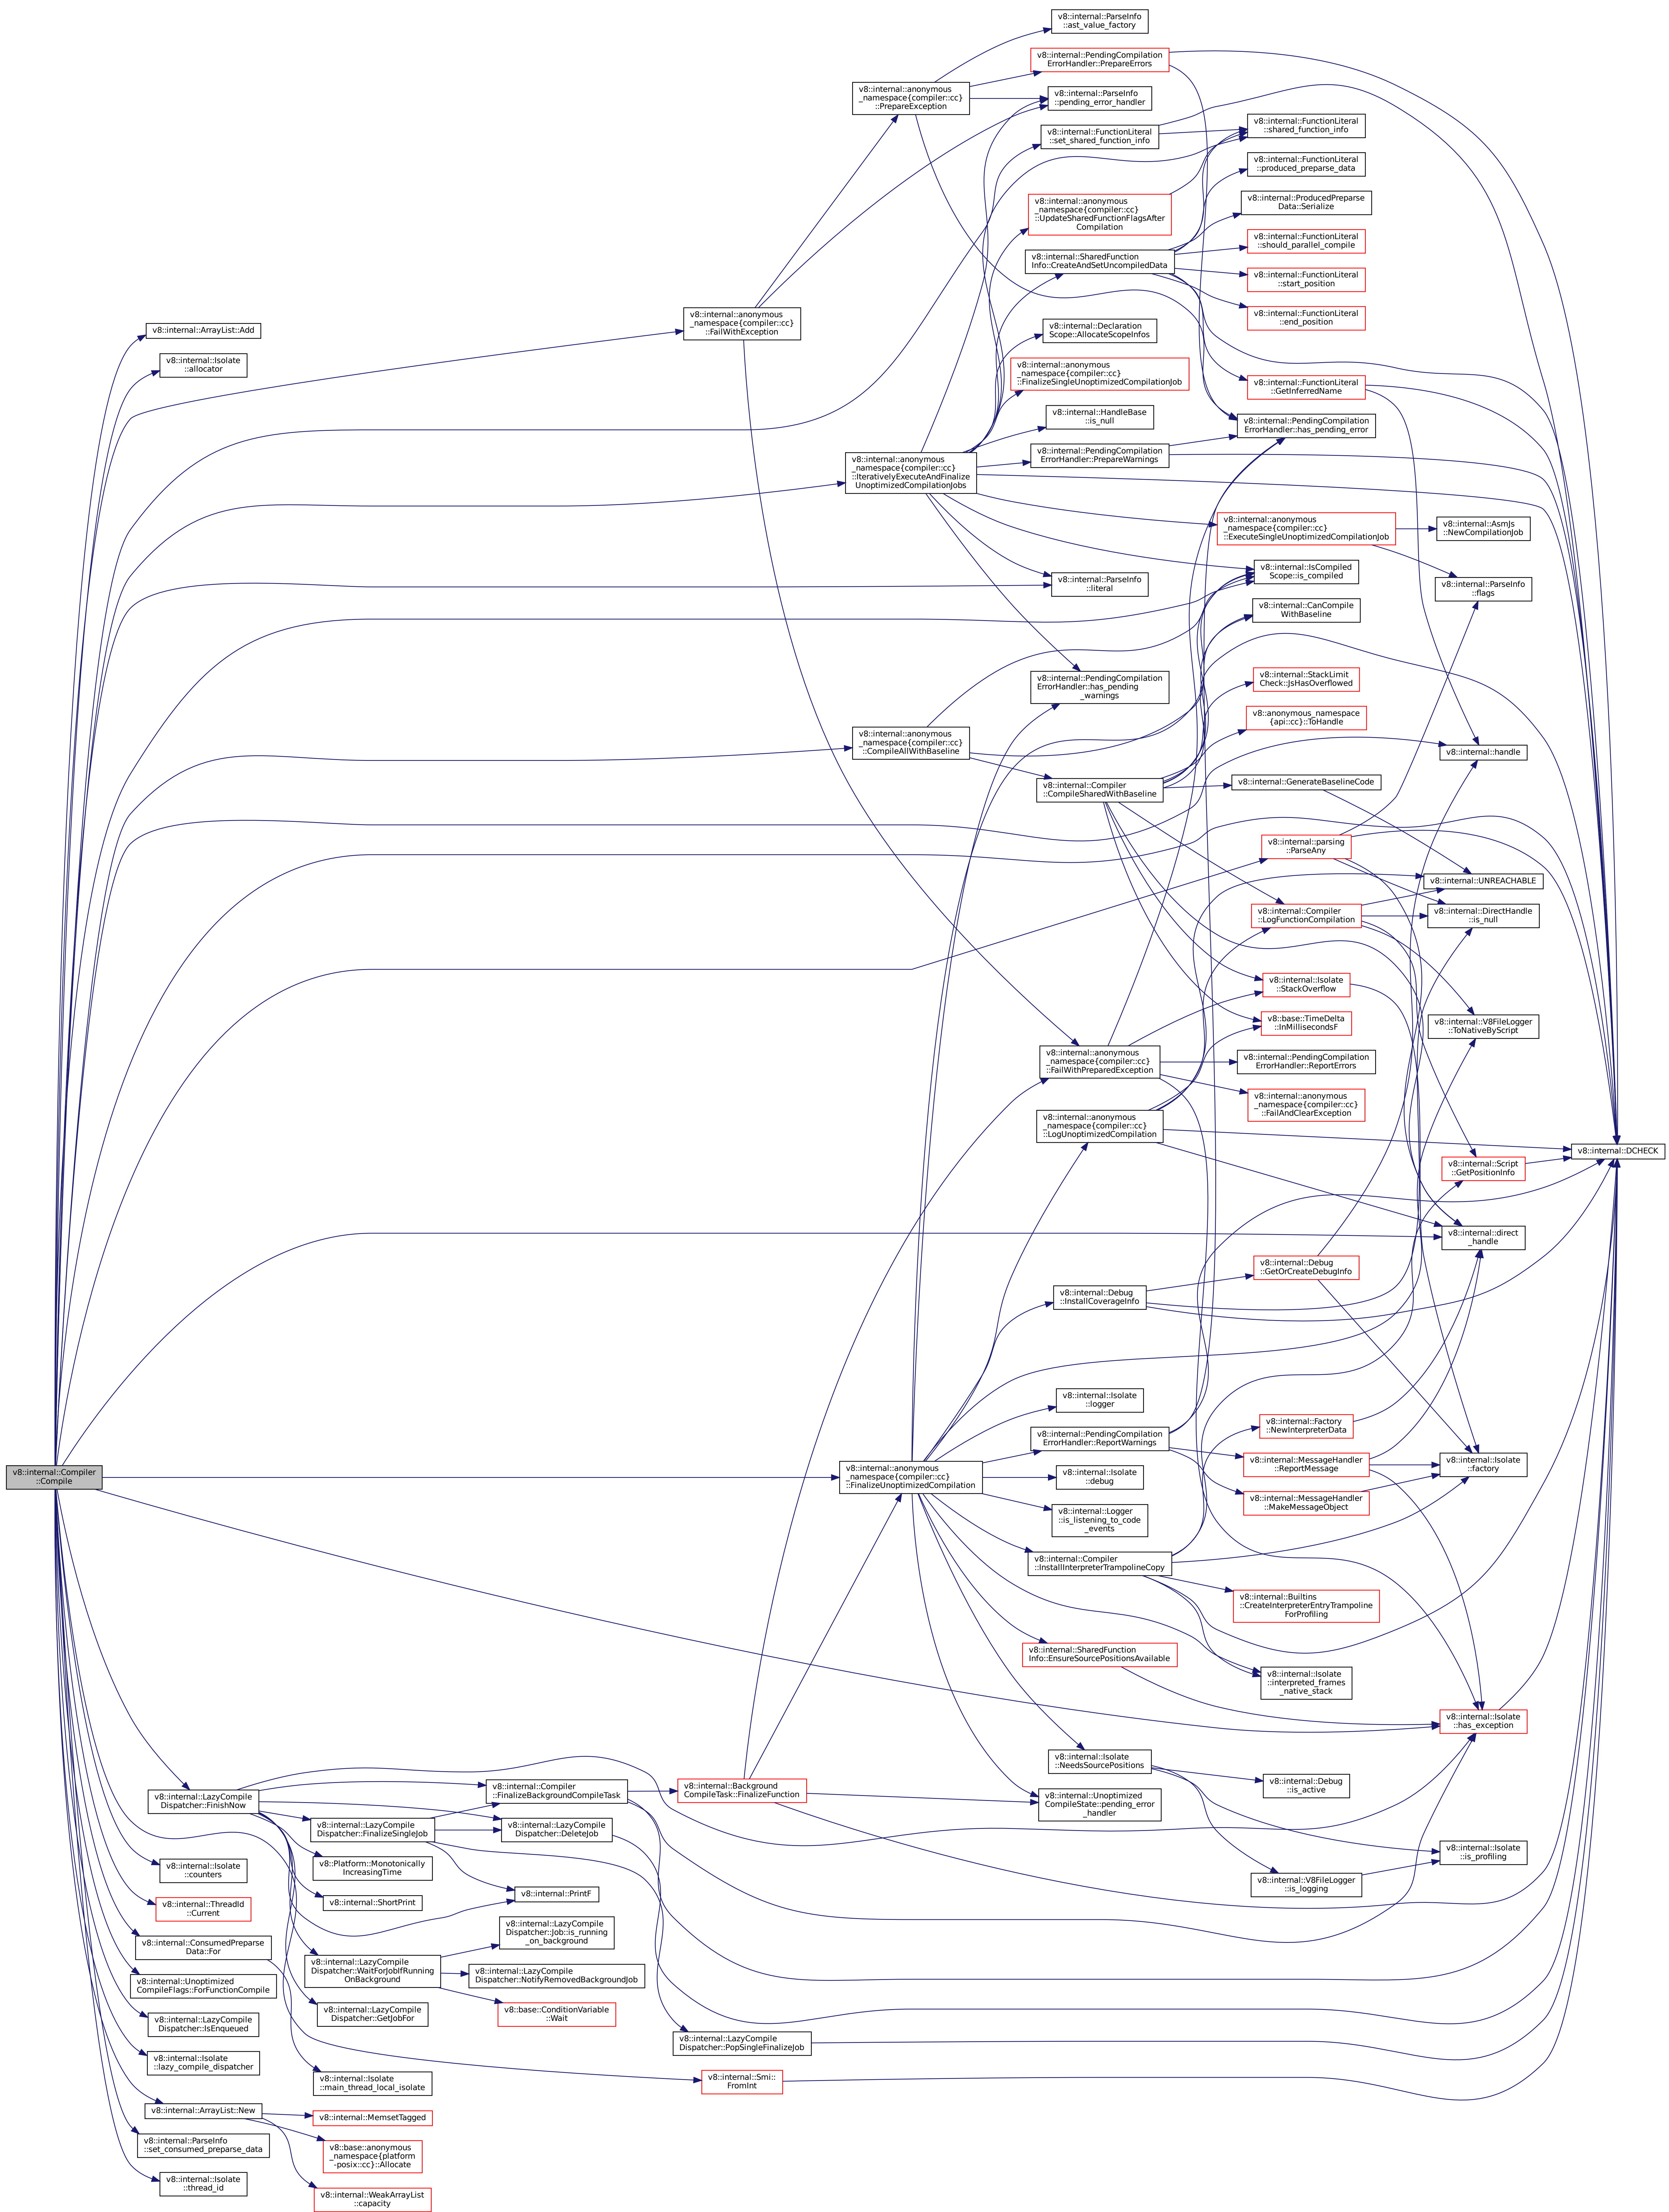 v8::internal::ParseInfo
::ast_value_factory
v8::internal::PendingCompilation
ErrorHandler::PrepareErrors
v8::internal::anonymous
_namespace{compiler::cc}
::PrepareException
v8::internal::ParseInfo
::pending_error_handler
v8::internal::FunctionLiteral
::set_shared_function_info
v8::internal::FunctionLiteral
::shared_function_info
v8::internal::FunctionLiteral
::produced_preparse_data
v8::internal::anonymous
_namespace{compiler::cc}
::UpdateSharedFunctionFlagsAfter
Compilation
v8::internal::ProducedPreparse
Data::Serialize
v8::internal::FunctionLiteral
::should_parallel_compile
v8::internal::SharedFunction
Info::CreateAndSetUncompiledData
v8::internal::FunctionLiteral
::start_position
v8::internal::FunctionLiteral
::end_position
v8::internal::anonymous
_namespace{compiler::cc}
::FailWithException
v8::internal::ArrayList::Add
v8::internal::Declaration
Scope::AllocateScopeInfos
v8::internal::Isolate
::allocator
v8::internal::anonymous
_namespace{compiler::cc}
::FinalizeSingleUnoptimizedCompilationJob
v8::internal::FunctionLiteral
::GetInferredName
v8::internal::HandleBase
::is_null
v8::internal::PendingCompilation
ErrorHandler::has_pending_error
v8::internal::anonymous
_namespace{compiler::cc}
::IterativelyExecuteAndFinalize
UnoptimizedCompilationJobs
v8::internal::PendingCompilation
ErrorHandler::PrepareWarnings
v8::internal::anonymous
_namespace{compiler::cc}
::ExecuteSingleUnoptimizedCompilationJob
v8::internal::AsmJs
::NewCompilationJob
v8::internal::ParseInfo
::literal
v8::internal::IsCompiled
Scope::is_compiled
v8::internal::ParseInfo
::flags
v8::internal::CanCompile
WithBaseline
v8::internal::PendingCompilation
ErrorHandler::has_pending
_warnings
v8::internal::StackLimit
Check::JsHasOverflowed
v8::anonymous_namespace
{api::cc}::ToHandle
v8::internal::anonymous
_namespace{compiler::cc}
::CompileAllWithBaseline
v8::internal::handle
v8::internal::Compiler
::CompileSharedWithBaseline
v8::internal::GenerateBaselineCode
v8::internal::parsing
::ParseAny
v8::internal::UNREACHABLE
v8::internal::Compiler
::LogFunctionCompilation
v8::internal::DirectHandle
::is_null
v8::internal::Isolate
::StackOverflow
v8::base::TimeDelta
::InMillisecondsF
v8::internal::V8FileLogger
::ToNativeByScript
v8::internal::anonymous
_namespace{compiler::cc}
::FailWithPreparedException
v8::internal::PendingCompilation
ErrorHandler::ReportErrors
v8::internal::anonymous
_namespace{compiler::cc}
::FailAndClearException
v8::internal::anonymous
_namespace{compiler::cc}
::LogUnoptimizedCompilation
v8::internal::DCHECK
v8::internal::Script
::GetPositionInfo
v8::internal::direct
_handle
v8::internal::Debug
::GetOrCreateDebugInfo
v8::internal::Debug
::InstallCoverageInfo
v8::internal::Isolate
::logger
v8::internal::Factory
::NewInterpreterData
v8::internal::PendingCompilation
ErrorHandler::ReportWarnings
v8::internal::MessageHandler
::ReportMessage
v8::internal::Isolate
::factory
v8::internal::Compiler
::Compile
v8::internal::anonymous
_namespace{compiler::cc}
::FinalizeUnoptimizedCompilation
v8::internal::Isolate
::debug
v8::internal::MessageHandler
::MakeMessageObject
v8::internal::Logger
::is_listening_to_code
_events
v8::internal::Compiler
::InstallInterpreterTrampolineCopy
v8::internal::Builtins
::CreateInterpreterEntryTrampoline
ForProfiling
v8::internal::SharedFunction
Info::EnsureSourcePositionsAvailable
v8::internal::Isolate
::interpreted_frames
_native_stack
v8::internal::Isolate
::has_exception
v8::internal::Isolate
::NeedsSourcePositions
v8::internal::Debug
::is_active
v8::internal::LazyCompile
Dispatcher::FinishNow
v8::internal::Compiler
::FinalizeBackgroundCompileTask
v8::internal::Background
CompileTask::FinalizeFunction
v8::internal::Unoptimized
CompileState::pending_error
_handler
v8::internal::LazyCompile
Dispatcher::FinalizeSingleJob
v8::internal::LazyCompile
Dispatcher::DeleteJob
v8::internal::Isolate
::is_profiling
v8::internal::Isolate
::counters
v8::Platform::Monotonically
IncreasingTime
v8::internal::V8FileLogger
::is_logging
v8::internal::ThreadId
::Current
v8::internal::ShortPrint
v8::internal::PrintF
v8::internal::ConsumedPreparse
Data::For
v8::internal::LazyCompile
Dispatcher::Job::is_running
_on_background
v8::internal::LazyCompile
Dispatcher::WaitForJobIfRunning
OnBackground
v8::internal::LazyCompile
Dispatcher::NotifyRemovedBackgroundJob
v8::internal::Unoptimized
CompileFlags::ForFunctionCompile
v8::internal::LazyCompile
Dispatcher::GetJobFor
v8::base::ConditionVariable
::Wait
v8::internal::LazyCompile
Dispatcher::IsEnqueued
v8::internal::LazyCompile
Dispatcher::PopSingleFinalizeJob
v8::internal::Isolate
::lazy_compile_dispatcher
v8::internal::Isolate
::main_thread_local_isolate
v8::internal::Smi::
FromInt
v8::internal::ArrayList::New
v8::internal::MemsetTagged
v8::internal::ParseInfo
::set_consumed_preparse_data
v8::base::anonymous
_namespace{platform
-posix::cc}::Allocate
v8::internal::Isolate
::thread_id
v8::internal::WeakArrayList
::capacity